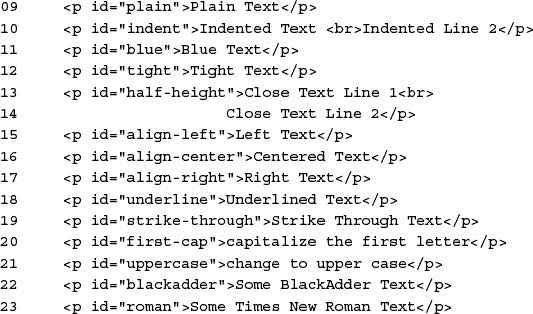 09 <p id="plain">Plain Text</p>
10 <p id="indent">Indented Text <br>Indented Line 2</p>
11 <p id="blue">Blue Text</p>
12 <p id="tight">Tight Text</p>
13 <p id="half-height">Close Text Line 1<br>
14 Close Text Line 2</p>
15 <p id="align-left">Left Text</p>
16 <p id="align-center">Centered Text</p>
17 <p id="align-right">Right Text</p>
18 <p id="underline">Underlined Text</p>
19 <p id="strike-through">Strike Through Text</p>
20 <p id="first-cap">capitalize the first letter</p>
21 <p id="uppercase">change to upper case</p>
22 <p id="blackadder">Some BlackAdder Text</p>
23 <p id="roman">Some Times New Roman Text</p>